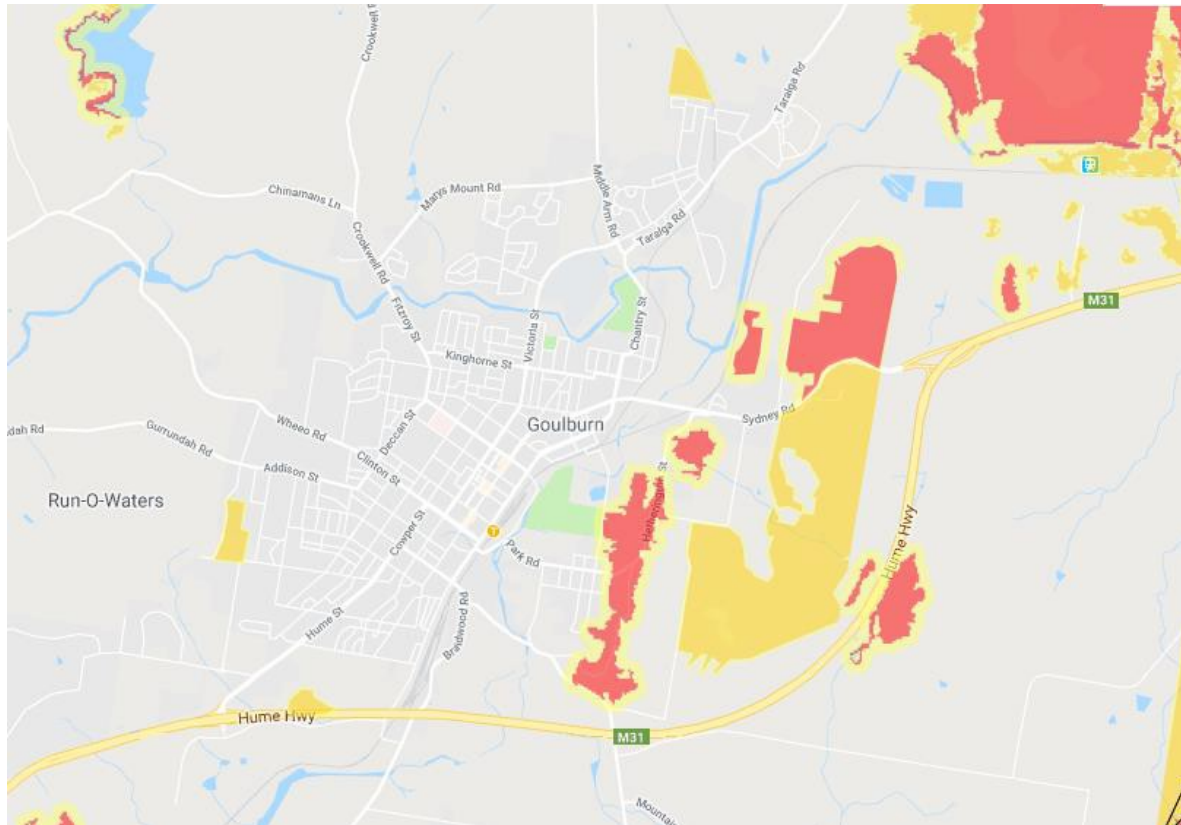 Crookwell
Taralga Rd
Chinamans Ln
Marys Mount Rd
Middle Arm Rd
Taralga Rd
Crookwell Rd
Fitzroy St
Victoria St
Chantry St
M31
Kinghorne St
Sydney Rd
Deccan St
Goulburn
Gurrundah Rd
Wheeo Rd
Addison St
Clinton St
Run-O-Waters
Cowper St
Park Rd
Hume Hwy
Hume St
Braidwood Rd
Hume Hwy
M31
Mountain